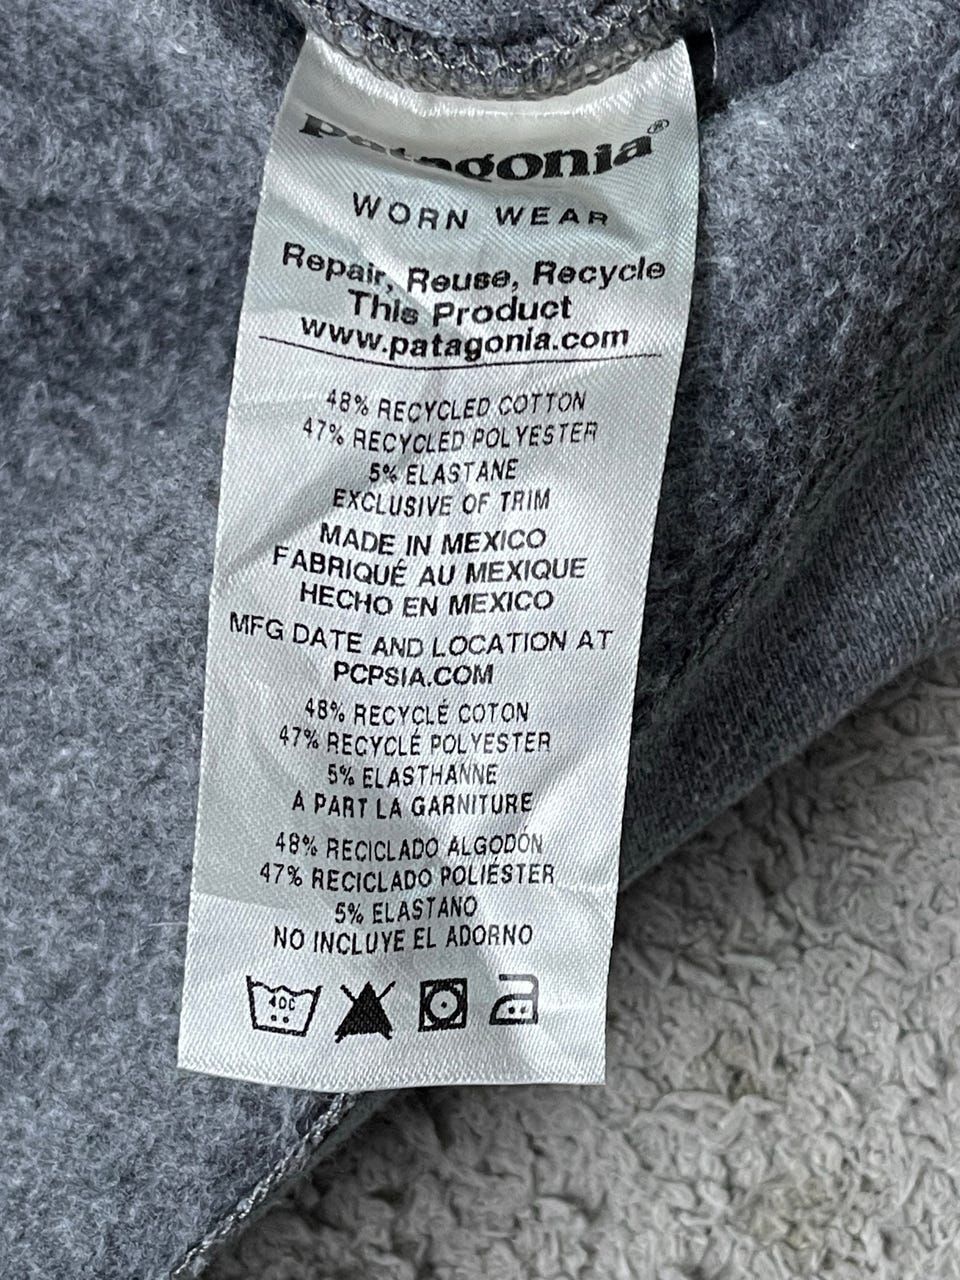 Patagonia®
WORN WEAR
Repair, Reuse, Recycle
This Product
www.patagonia.com
48% RECYCLED COTTON
47% RECYCLED POLYESTER
5% ELASTANE
EXCLUSIVE OF TRIM
MADE IN MEXICO
FABRIQUÉ AU MEXIQUE
HECHO EN MEXICO
MFG DATE AND LOCATION AT
PCPSIA.COM
48% RECYCLÉ COTON
47% RECYCLÉ POLYESTER
5% ELASTHANNE
A PART LA GARNITURE
48% RECICLADO ALGODÓN
47% RECICLADO POLIÉSTER
5% ELASTANO
NO INCLUYE EL ADORNO
40C